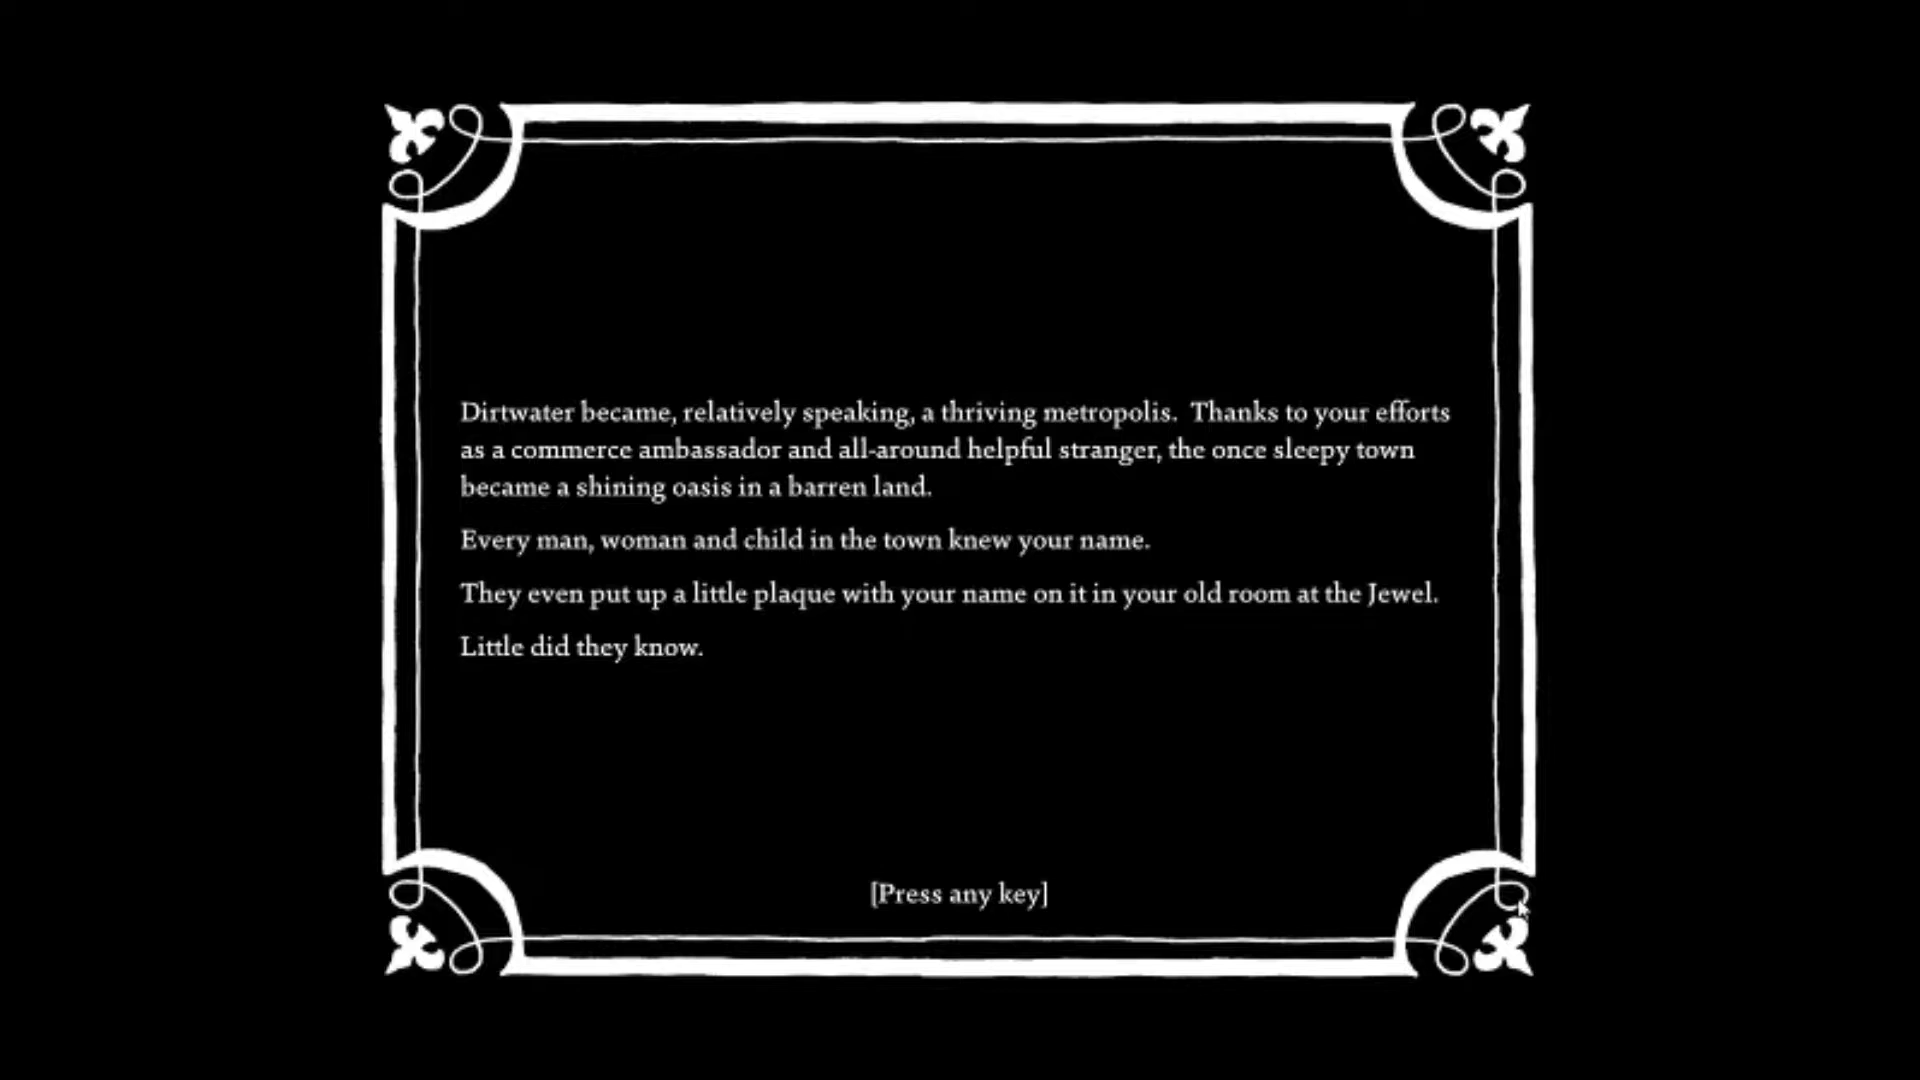 Dirtwater became, relatively speaking, a thriving metropolis.  Thanks to your efforts
as a commerce ambassador and all-around helpful stranger, the once sleepy town
became a shining oasis in a barren land.
Every man, woman and child in the town knew your name.
They even put up a little plaque with your name on it in your old room at the Jewel.
Little did they know.
[Press any key]